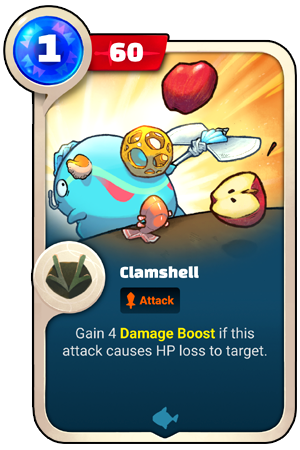 1
60
Clamshell
Attack
Gain 4 Damage Boost if this
attack causes HP loss to target.